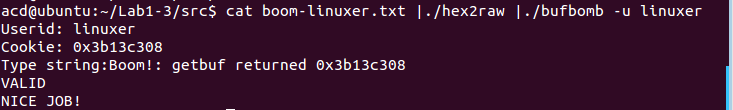 acd@ubuntu:~/Lab1-3/src$ cat boom-linuxer.txt |./hex2raw |./bufbomb -u linuxer
Userid: linuxer
Cookie: 0x3b13c308
Type string:Boom!: getbuf returned 0x3b13c308
VALID
NICE JOB!